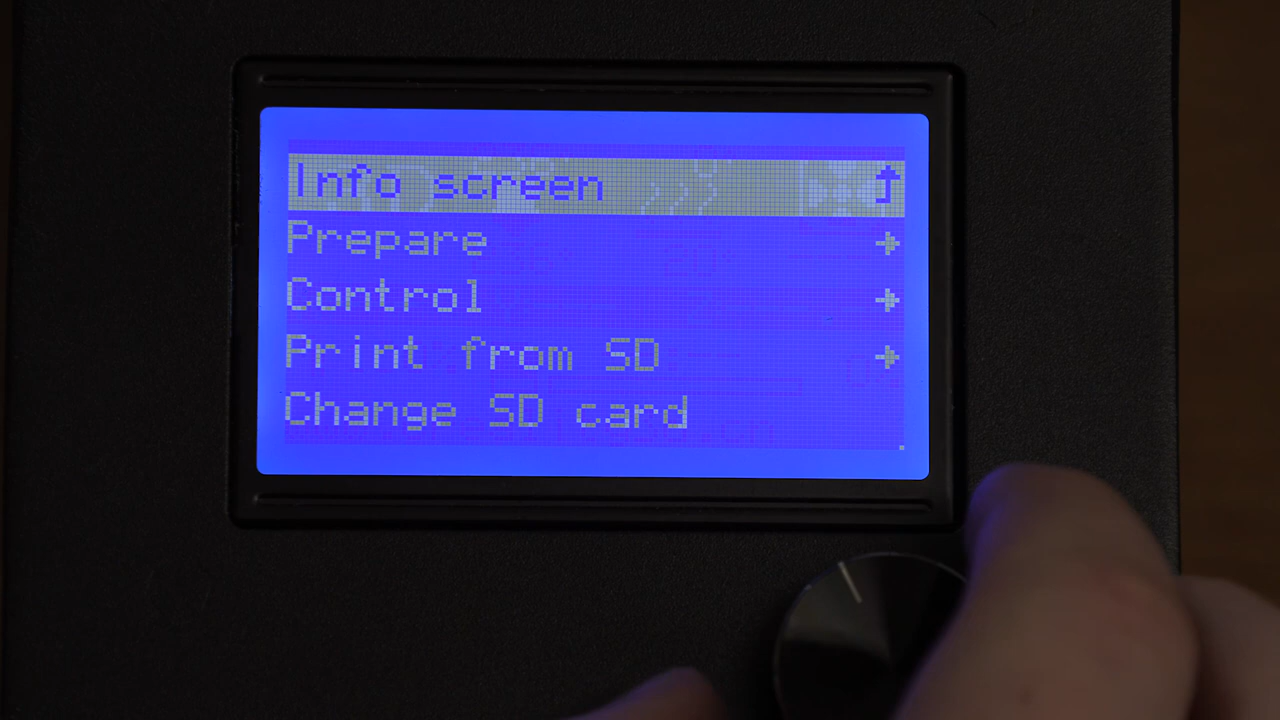 Info screen
Prepare
Control
Print from SD
Change SD card